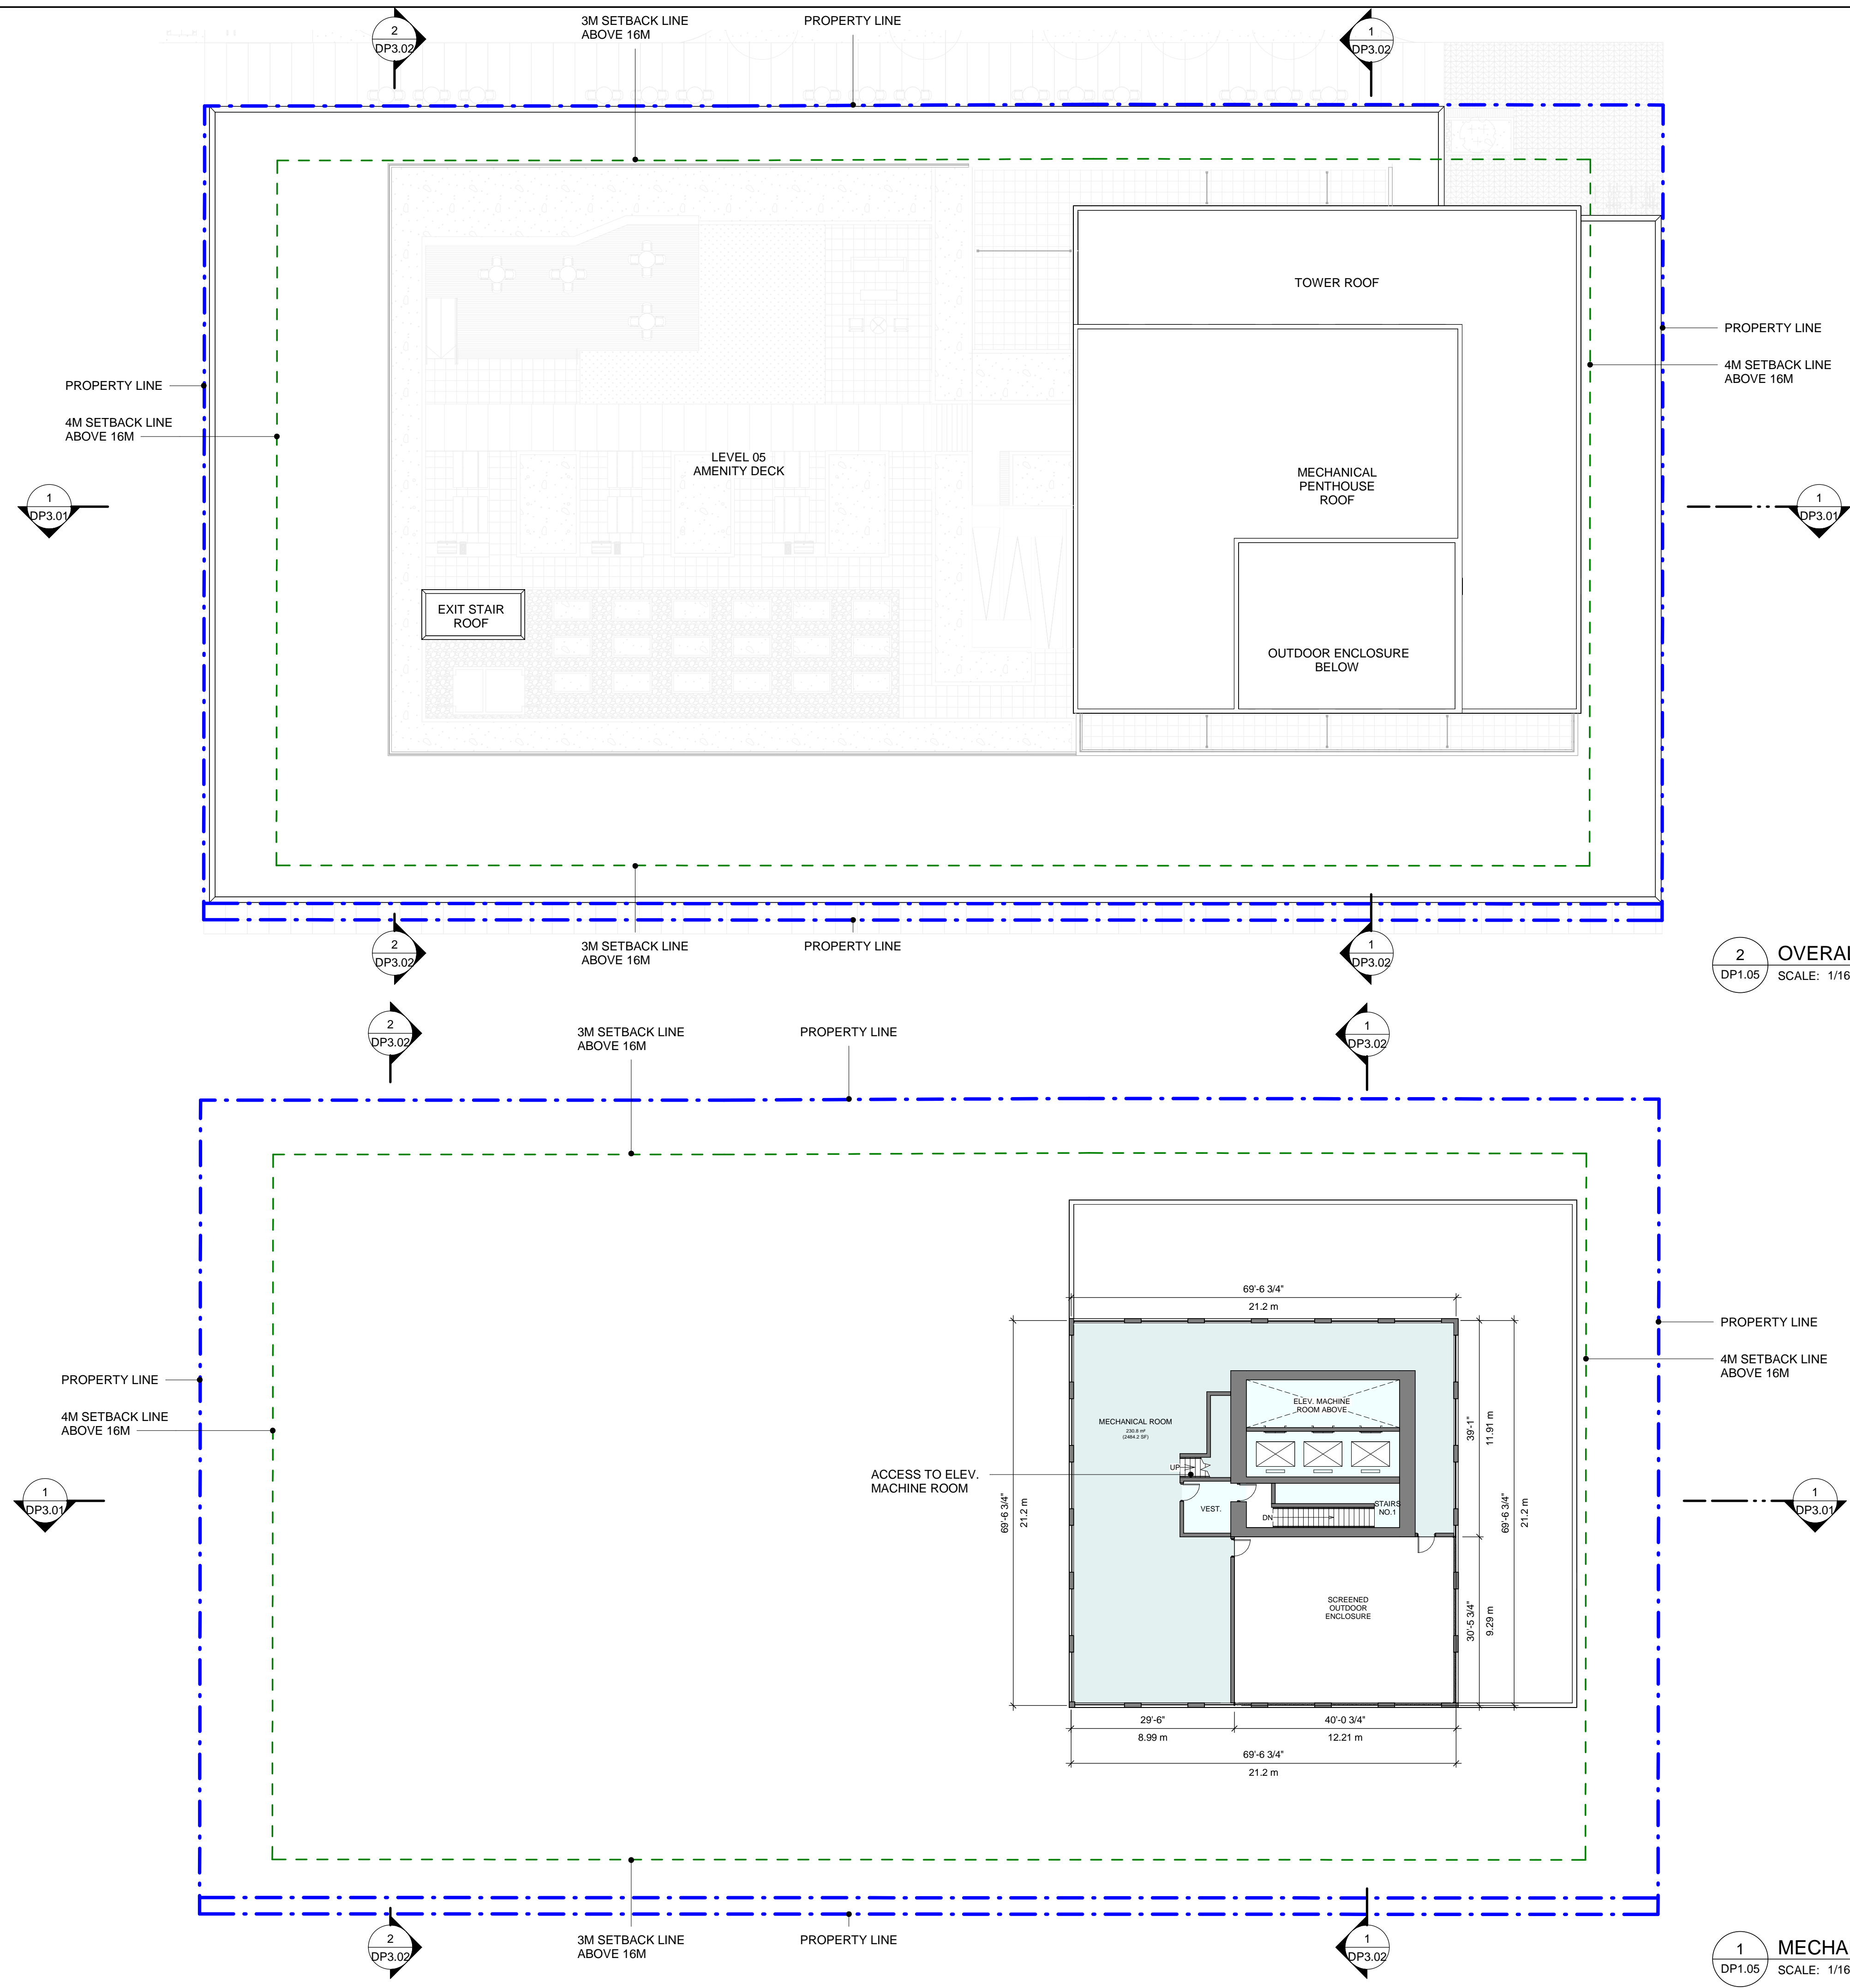 2
DP3.02
3M SETBACK LINE
ABOVE 16M
PROPERTY LINE
1
DP3.02
TOWER ROOF
PROPERTY LINE
4M SETBACK LINE
ABOVE 16M
PROPERTY LINE
4M SETBACK LINE
ABOVE 16M
LEVEL 05
AMENITY DECK
MECHANICAL
PENTHOUSE
ROOF
1
DP3.01
1
DP3.01
EXIT STAIR
ROOF
OUTDOOR ENCLOSURE
BELOW
2
DP3.02
3M SETBACK LINE
ABOVE 16M
PROPERTY LINE
1
DP3.02
2
DP1.05
OVERAL
SCALE: 1/16
2
DP3.02
3M SETBACK LINE
ABOVE 16M
PROPERTY LINE
1
DP3.02
69'-6 3/4"
21.2 m
PROPERTY LINE
4M SETBACK LINE
ABOVE 16M
PROPERTY LINE
4M SETBACK LINE
ABOVE 16M
ELEV. MACHINE
ROOM ABOVE
MECHANICAL ROOM
230.8 m²
(2484.2 SF)
39'-1"
11.91 m
UP
ACCESS TO ELEV.
MACHINE ROOM
69'-6 3/4"
21.2 m
69'-6 3/4"
21.2 m
VEST.
DN
STAIRS
NO.1
1
DP3.01
1
DP3.01
SCREENED
OUTDOOR
ENCLOSURE
30'-5 3/4"
9.29 m
29'-6"
8.99 m
40'-0 3/4"
12.21 m
69'-6 3/4"
21.2 m
2
DP3.02
3M SETBACK LINE
ABOVE 16M
PROPERTY LINE
1
DP3.02
1
DP1.05
MECHA
SCALE: 1/16